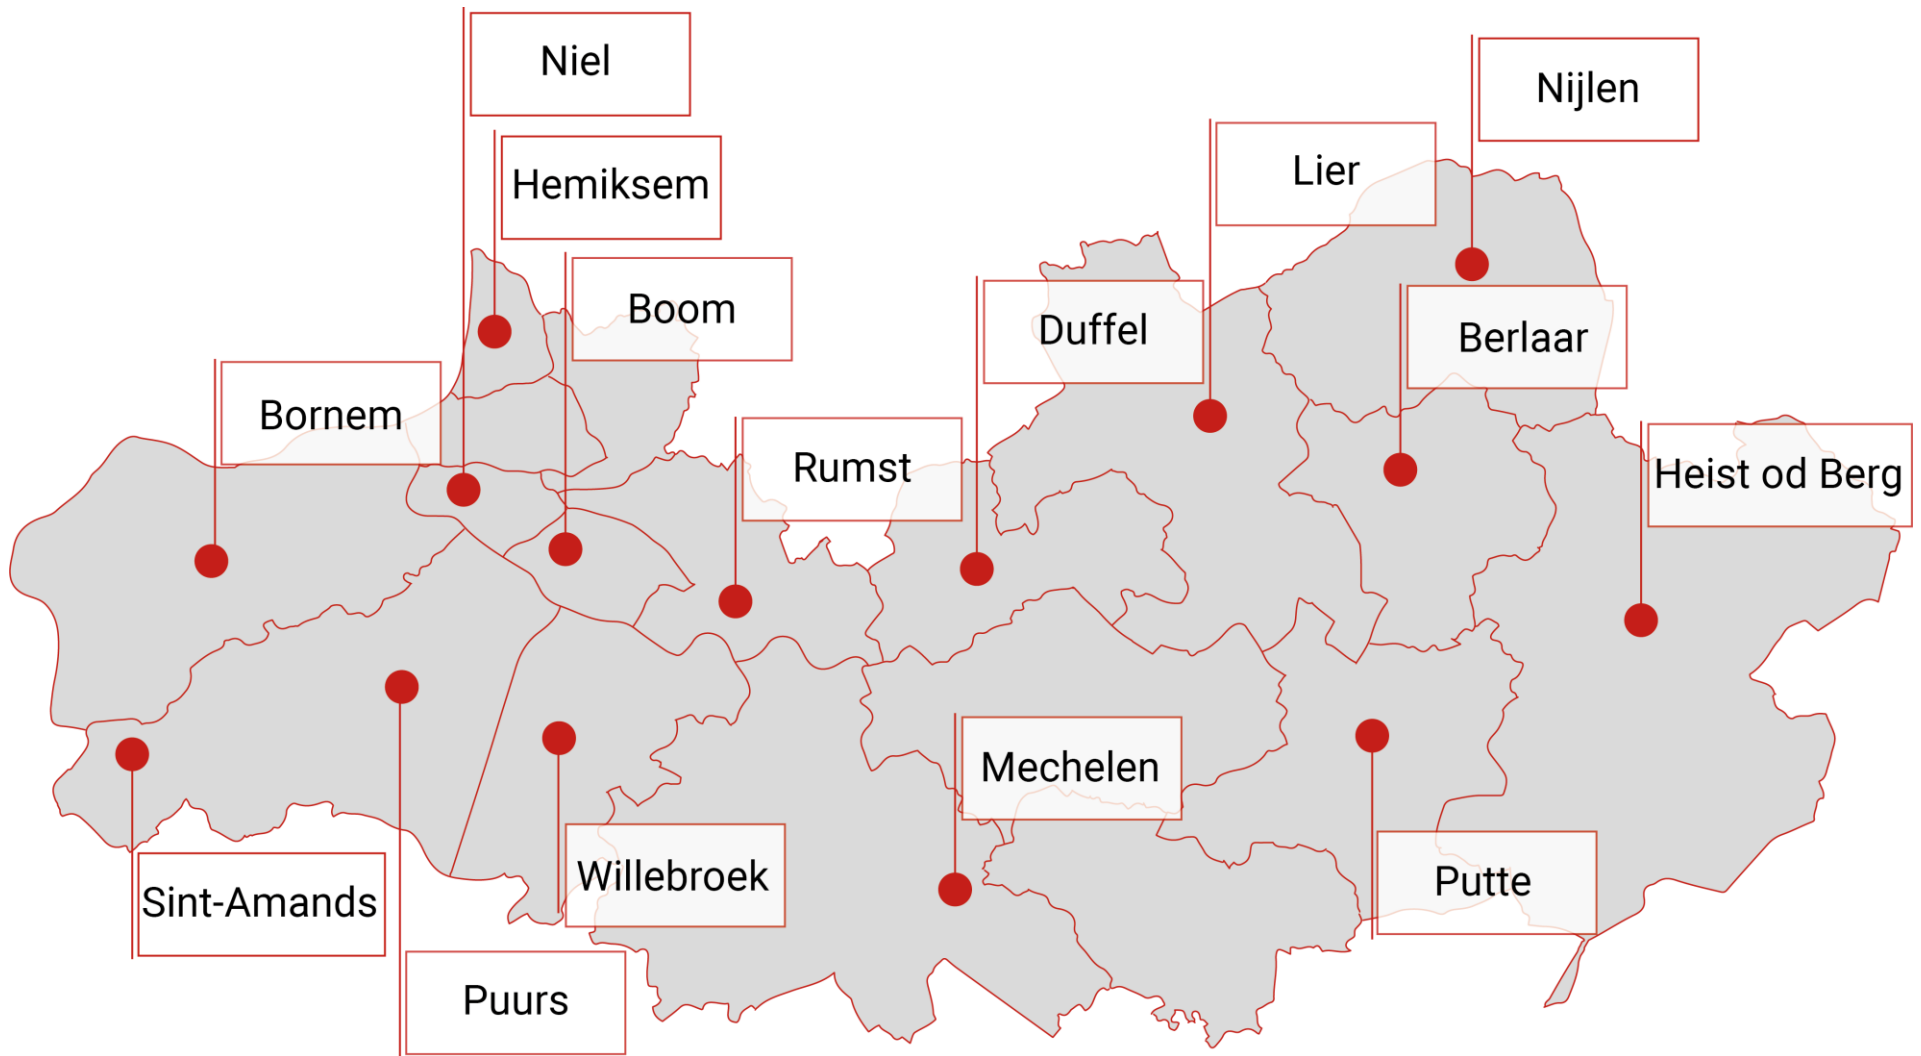 Niel
Nijlen
Hemiksem
Lier
Boom
Duffel
Berlaar
Bornem
Rumst
Heist od Berg
Mechelen
Willebroek
Putte
Sint-Amands
Puurs